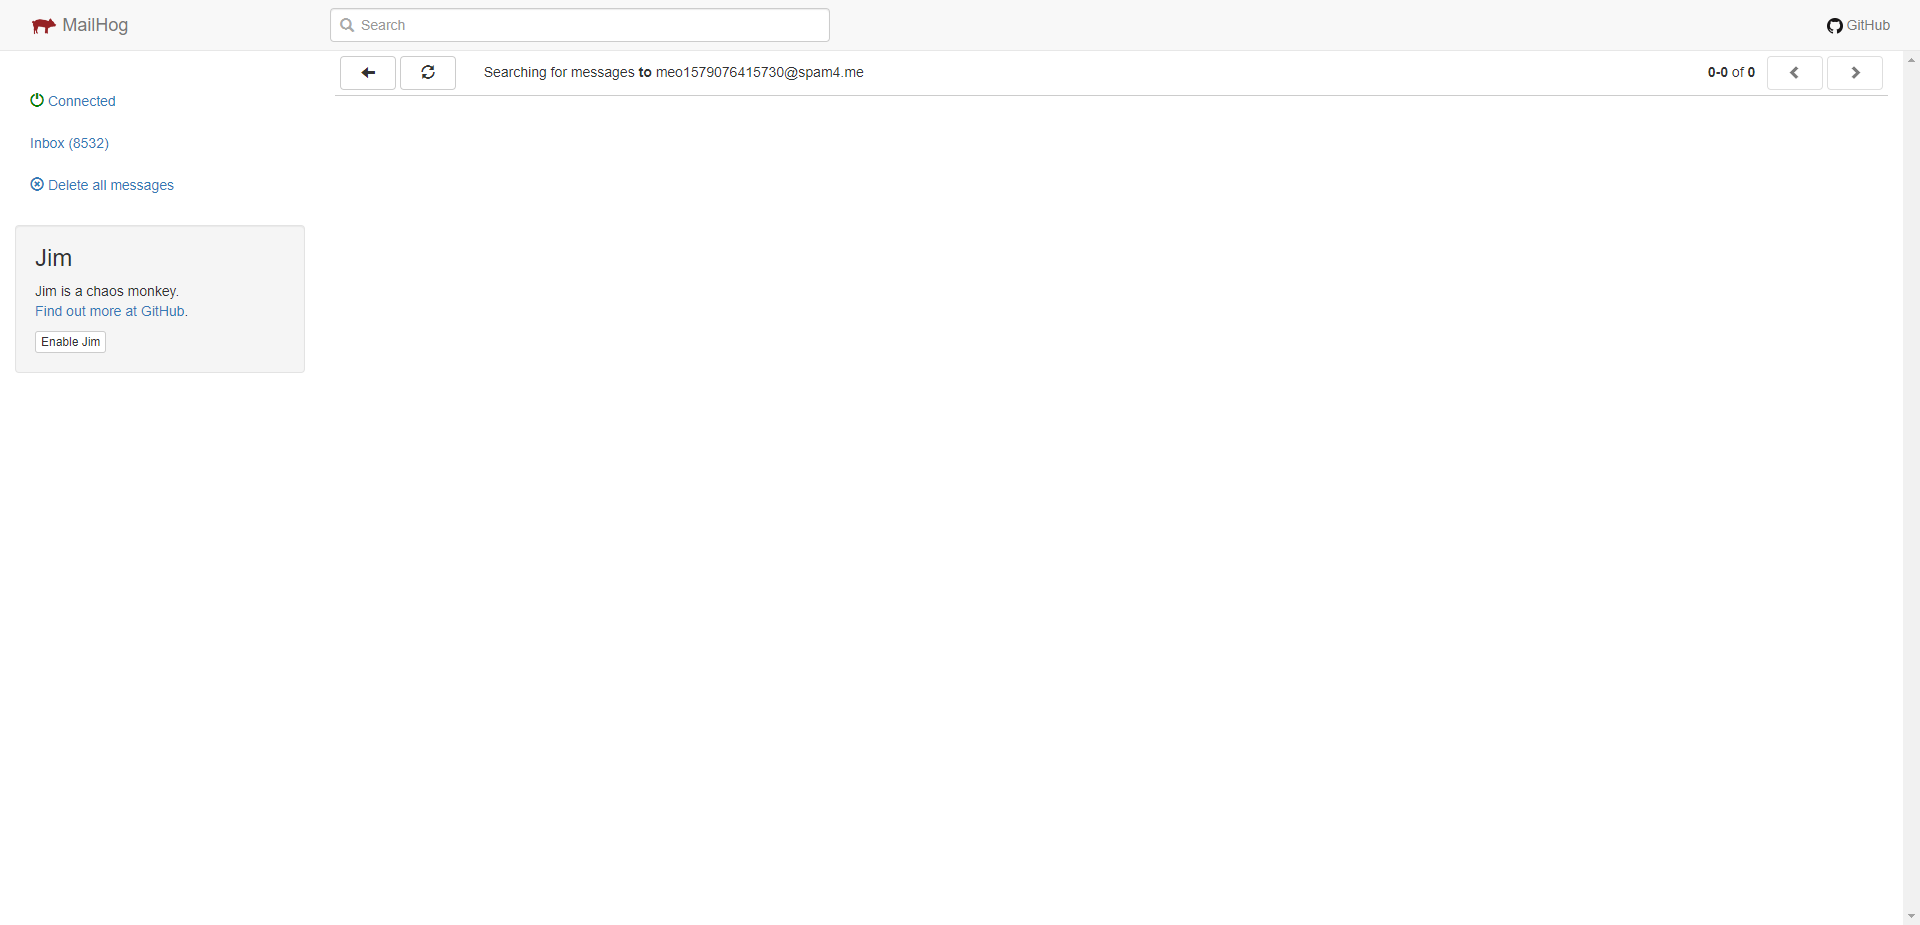 MailHog
Search
GitHub
Searching for messages to meo1579076415730@spam4.me
0-0 of 0
Connected
Inbox (8532)
Delete all messages
Jim
Jim is a chaos monkey.
Find out more at GitHub.
Enable Jim